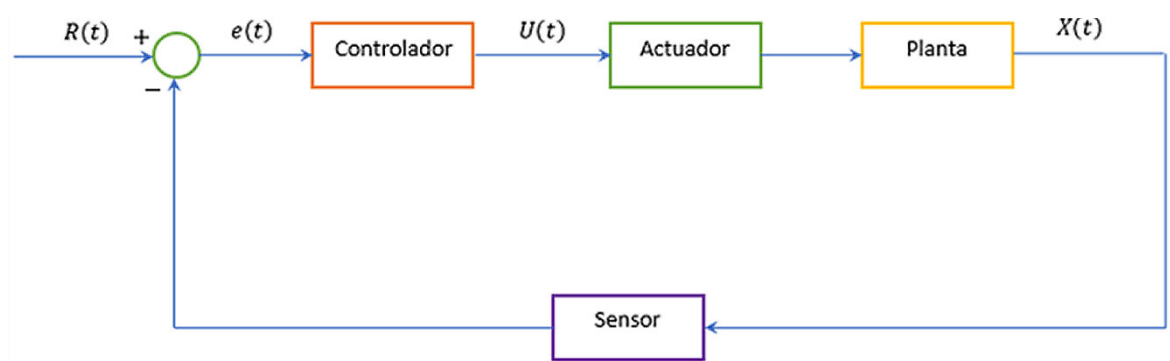 R(t)
+
−
e(t)
Controlador
U(t)
Actuador
Planta
X(t)
Sensor